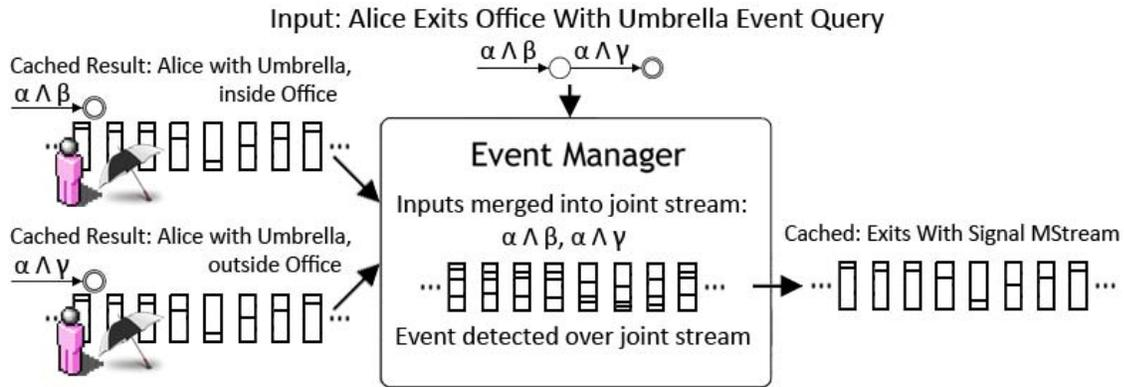 Input: Alice Exits Office With Umbrella Event Query
α Λ β α Λ γ
Cached Result: Alice with Umbrella,
inside Office
α Λ β
...
...
Cached Result: Alice with Umbrella,
outside Office
α Λ γ
...
...
Event Manager
Inputs merged into joint stream:
α Λ β, α Λ γ
...
...
Event detected over joint stream
Cached: Exits With Signal MStream
...
...